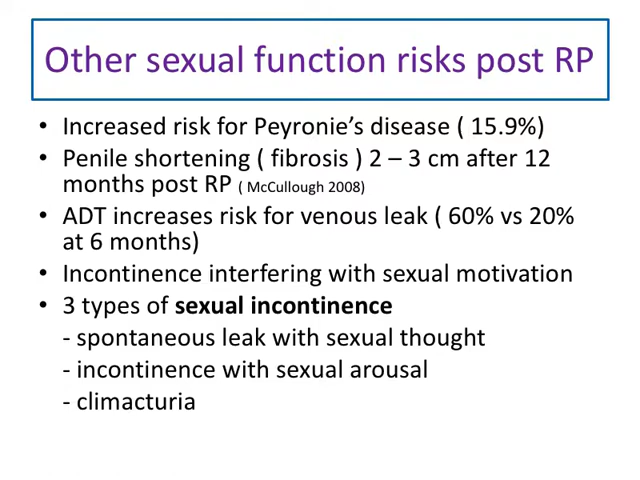 Other sexual function risks post RP
• Increased risk for Peyronie's disease ( 15.9%)
• Penile shortening ( fibrosis ) 2 – 3 cm after 12
months post RP ( McCullough 2008)
• ADT increases risk for venous leak ( 60% vs 20%
at 6 months)
• Incontinence interfering with sexual motivation
• 3 types of sexual incontinence
- spontaneous leak with sexual thought
- incontinence with sexual arousal
- climacturia